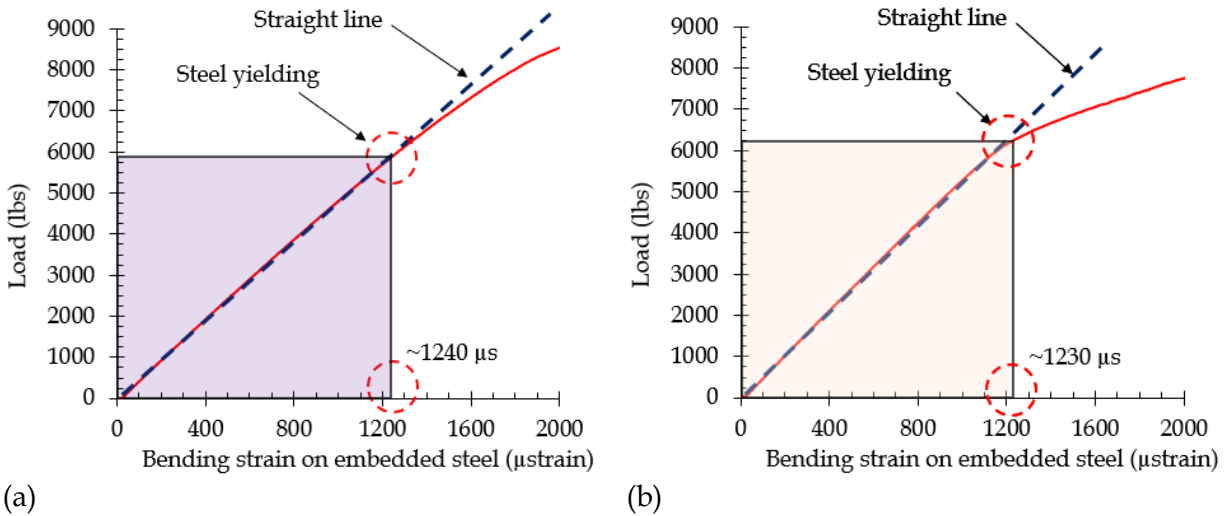 Straight line
Steel yielding
9000
8000
7000
6000
5000
4000
3000
2000
1000
0
Load (lbs)
~1240 µs
0 400 800 1200 1600 2000
Bending strain on embedded steel (µstrain)
(a)
Straight line
Steel yielding
9000
8000
7000
6000
5000
4000
3000
2000
1000
0
Load (lbs)
~1230 µs
0 400 800 1200 1600 2000
Bending strain on embedded steel (µstrain)
(b)